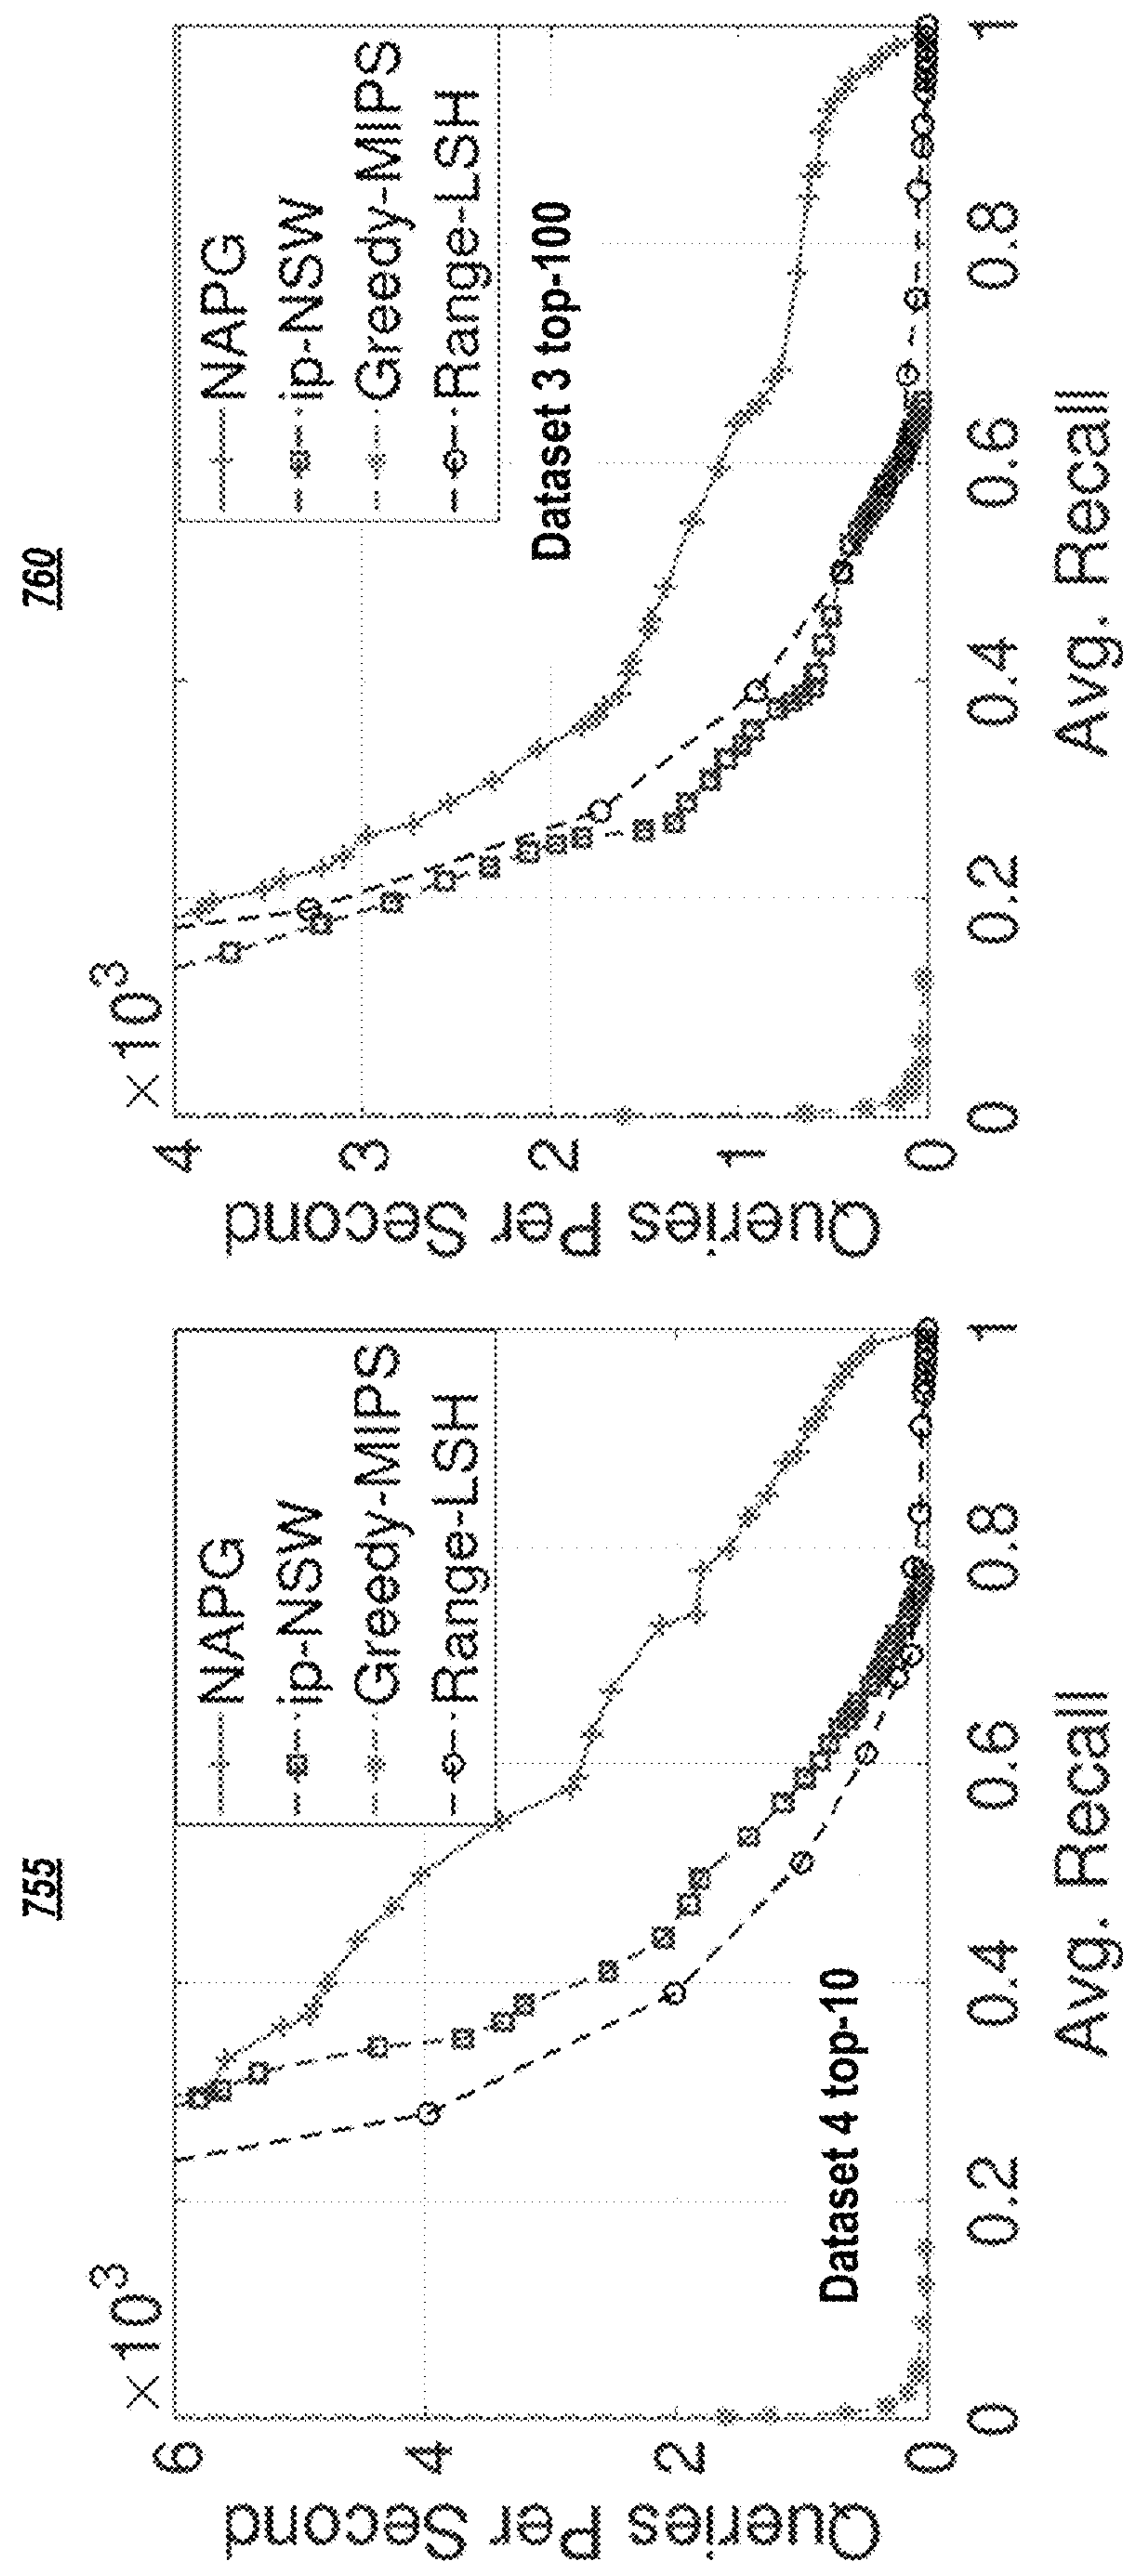 755
×10³
6
4
2
0
Queries Per Second
NAPG
ip-NSW
Greedy-MIPS
Range-LSH
Dataset 4 top-10
0 0.2 0.4 0.6 0.8 1
Avg. Recall
760
×10³
4
3
2
1
0
Queries Per Second
NAPG
ip-NSW
Greedy-MIPS
Range-LSH
Dataset 3 top-100
0 0.2 0.4 0.6 0.8 1
Avg. Recall